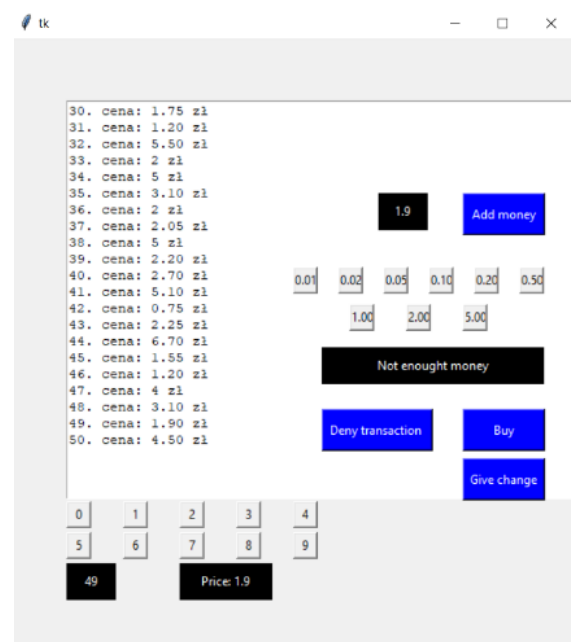 tk
30. cena: 1.75 zł
31. cena: 1.20 zł
32. cena: 5.50 zł
33. cena: 2 zł
34. cena: 5 zł
35. cena: 3.10 zł
36. cena: 2 zł
37. cena: 2.05 zł
38. cena: 5 zł
39. cena: 2.20 zł
40. cena: 2.70 zł
41. cena: 5.10 zł
42. cena: 0.75 zł
43. cena: 2.25 zł
44. cena: 6.70 zł
45. cena: 1.55 zł
46. cena: 1.20 zł
47. cena: 4 zł
48. cena: 3.10 zł
49. cena: 1.90 zł
50. cena: 4.50 zł
1.9 Add money
0.01 0.02 0.05 0.10 0.20 0.50
1.00 2.00 5.00
Not enought money
Deny transaction Buy
Give change
0 1 2 3 4
5 6 7 8 9
49 Price: 1.9